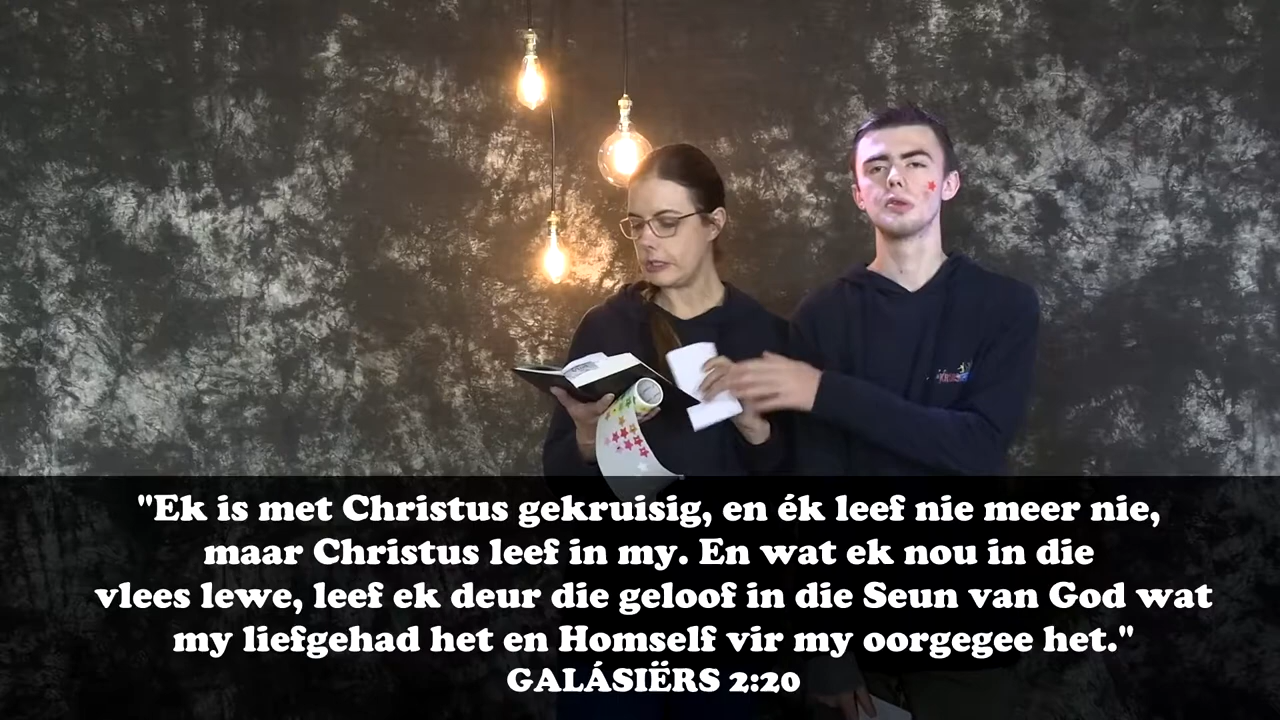 "Ek is met Christus gekruisig, en ék leef nie meer nie,
maar Christus leef in my. En wat ek nou in die
vlees lewe, leef ek deur die geloof in die Seun van God wat
my liefgehad het en Homself vir my oorgegee het."
GALÁSIËRS 2:20